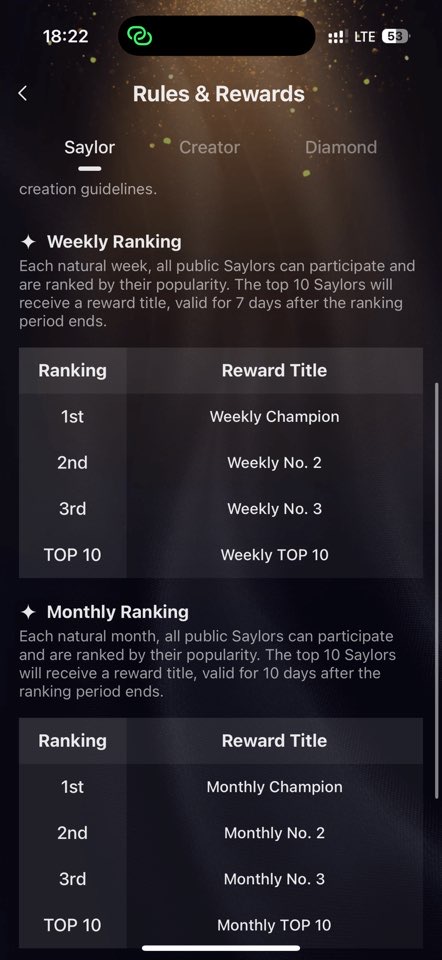 18:22
LTE
53
Rules & Rewards
Saylor Creator Diamond
creation guidelines.
Weekly Ranking
Each natural week, all public Saylors can participate and
are ranked by their popularity. The top 10 Saylors will
receive a reward title, valid for 7 days after the ranking
period ends.
Ranking Reward Title
1st Weekly Champion
2nd Weekly No. 2
3rd Weekly No. 3
TOP 10 Weekly TOP 10
Monthly Ranking
Each natural month, all public Saylors can participate
and are ranked by their popularity. The top 10 Saylors
will receive a reward title, valid for 10 days after the
ranking period ends.
Ranking Reward Title
1st Monthly Champion
2nd Monthly No. 2
3rd Monthly No. 3
TOP 10 Monthly TOP 10